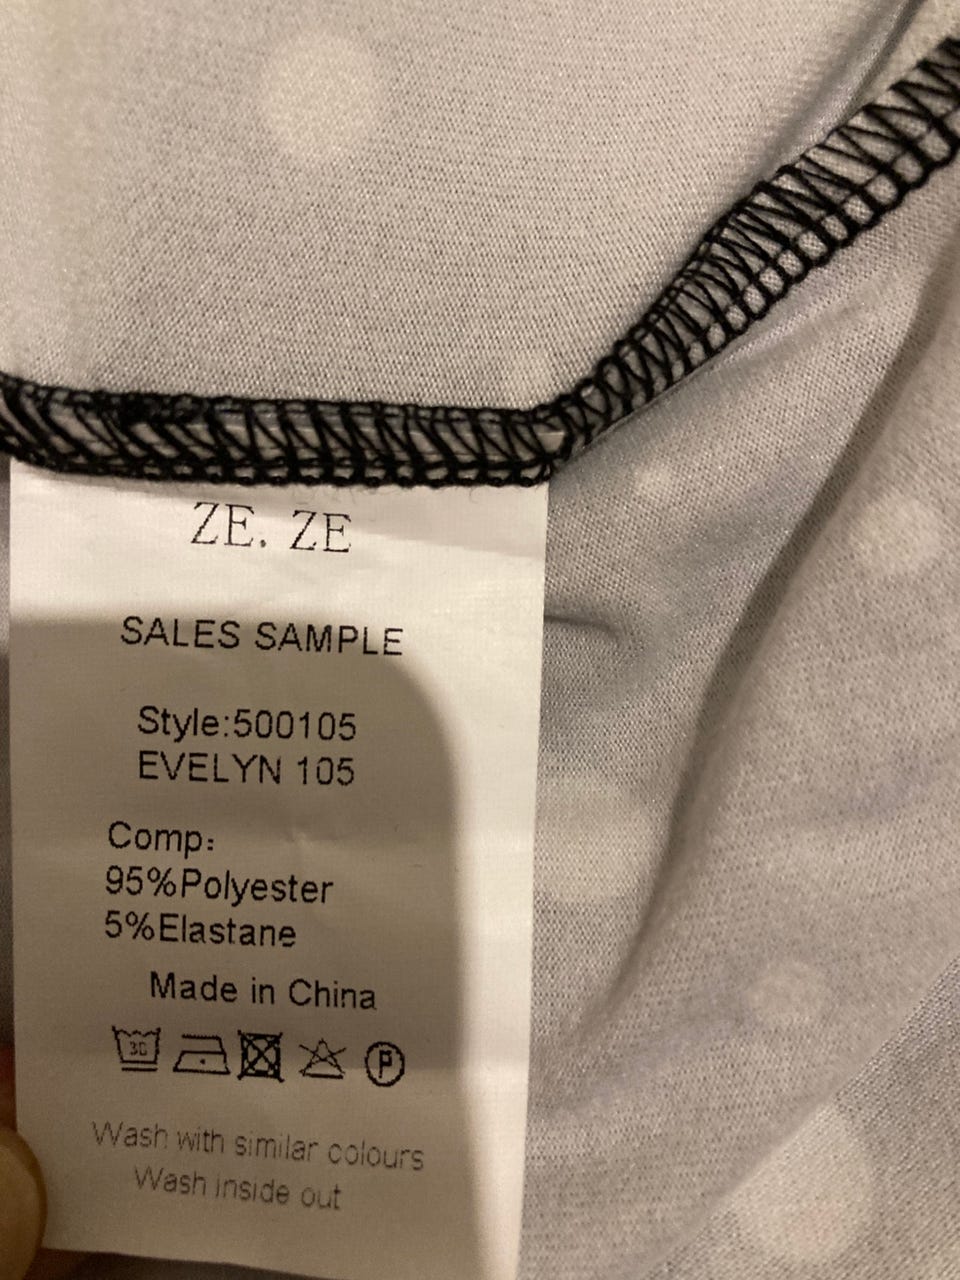 ZE. ZE
SALES SAMPLE
Style:500105
EVELYN 105
Comp:
95%Polyester
5%Elastane
Made in China
30 P
Wash with similar colours
Wash inside out